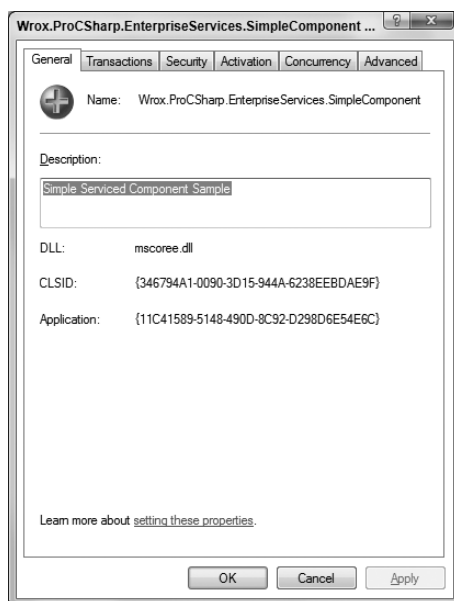 Wrox.ProCSharp.EnterpriseServices.SimpleComponent ...
General Transactions Security Activation Concurrency Advanced
Name: Wrox.ProCSharp.EnterpriseServices.SimpleComponent
Description:
Simple Serviced Component Sample
DLL: mscoree.dll
CLSID: {346794A1-0090-3D15-944A-6238EEBDAE9F}
Application: {11C41589-5148-490D-8C92-D298D6E54E6C}
Learn more about setting these properties.
OK Cancel Apply